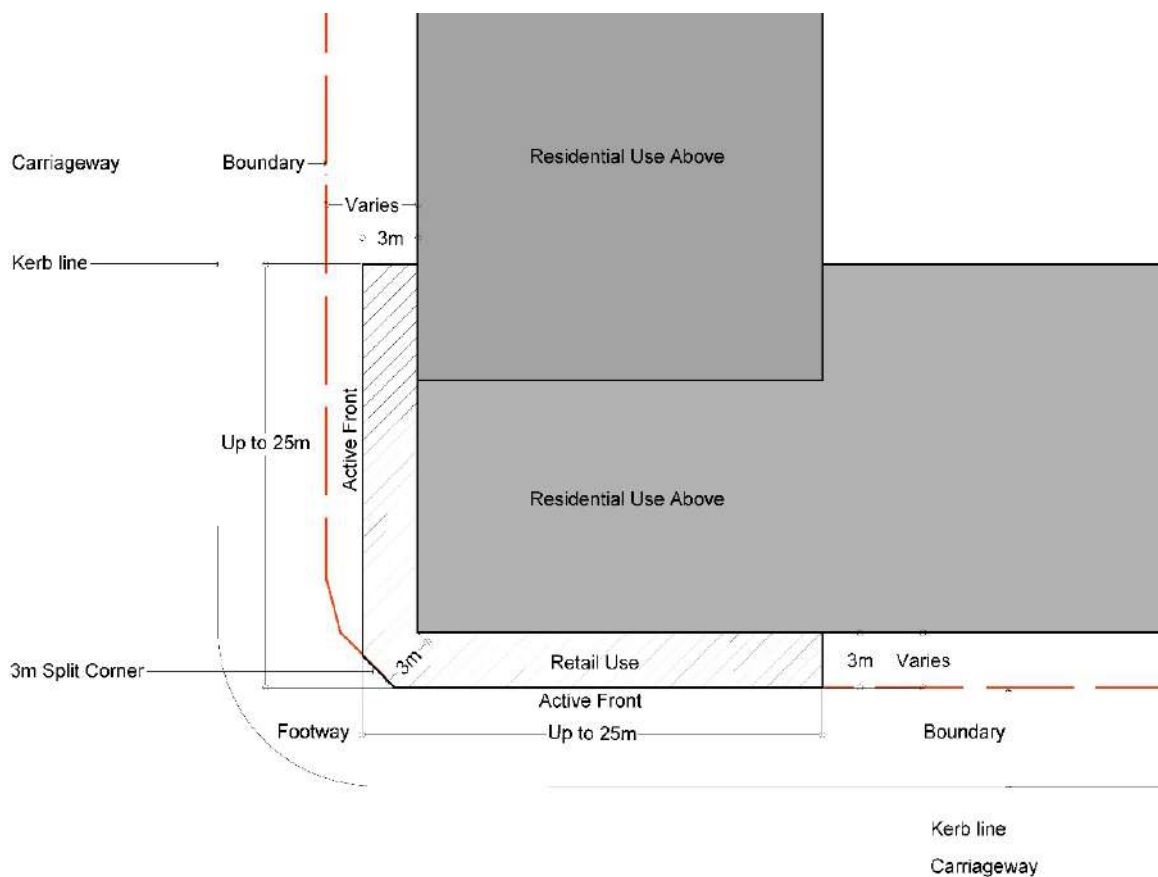 Residential Use Above
Carriageway
Boundary
Varies
3m
Kerb line
Active Front
Up to 25m
Residential Use Above
3m
Retail Use
3m
Varies
3m Split Corner
Active Front
Footway
Up to 25m
Boundary
Kerb line
Carriageway